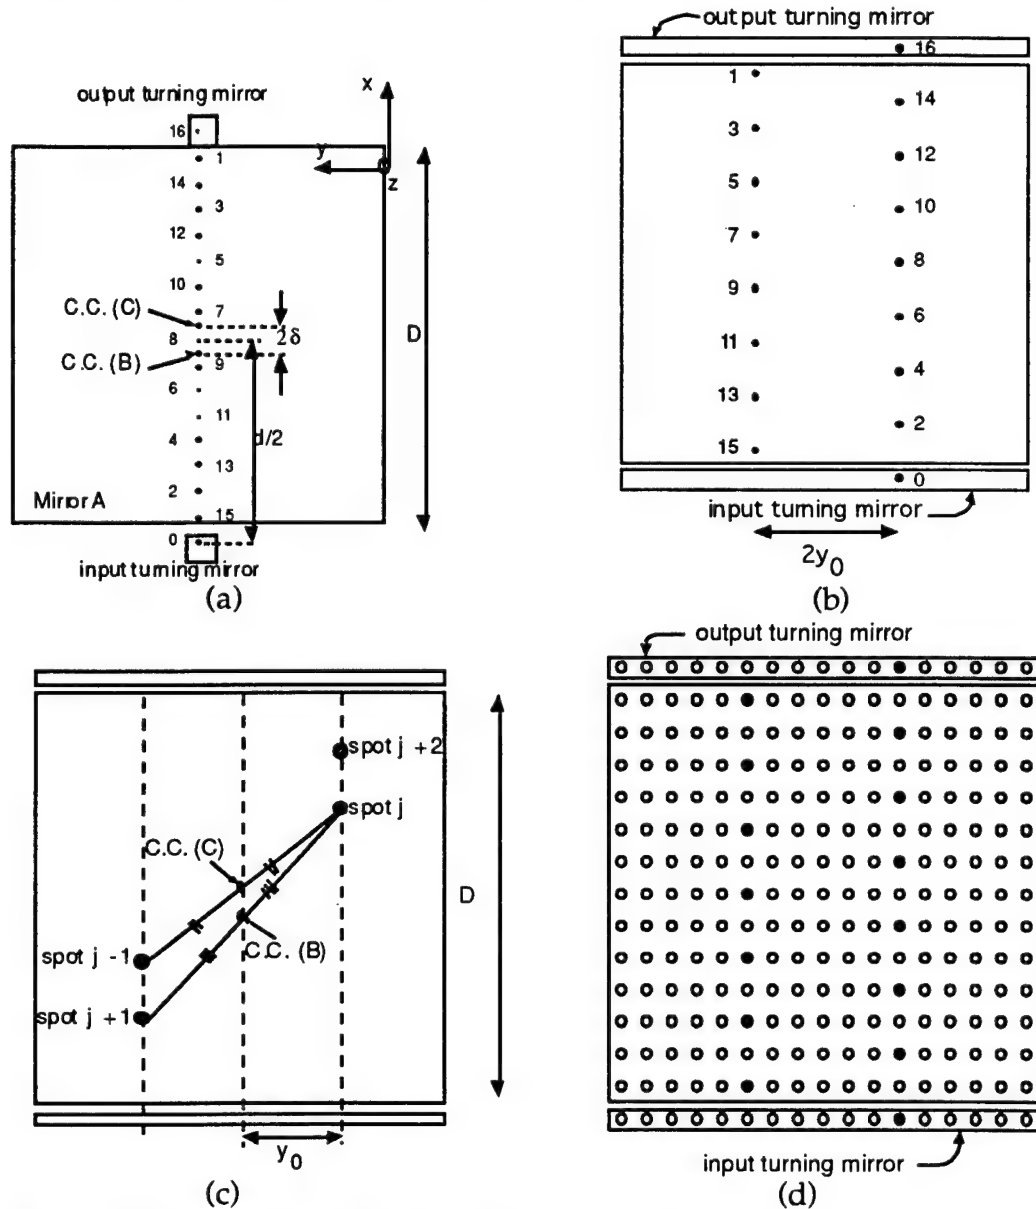 output turning mirror
x
16
1
y
z
14
3
12
5
10
C.C. (C)
7
8
2δ
D
C.C. (B)
9
6
11
4
d/2
13
2
Mirror A
15
0
input turning mirror
(a)
output turning mirror
16
1
14
3
12
5
10
7
8
9
6
11
4
13
2
15
0
input turning mirror
2y₀
(b)
spot j + 2
spot j
C.C. (C)
D
C.C. (B)
spot j -1
spot j +1
y₀
(c)
output turning mirror
input turning mirror
(d)